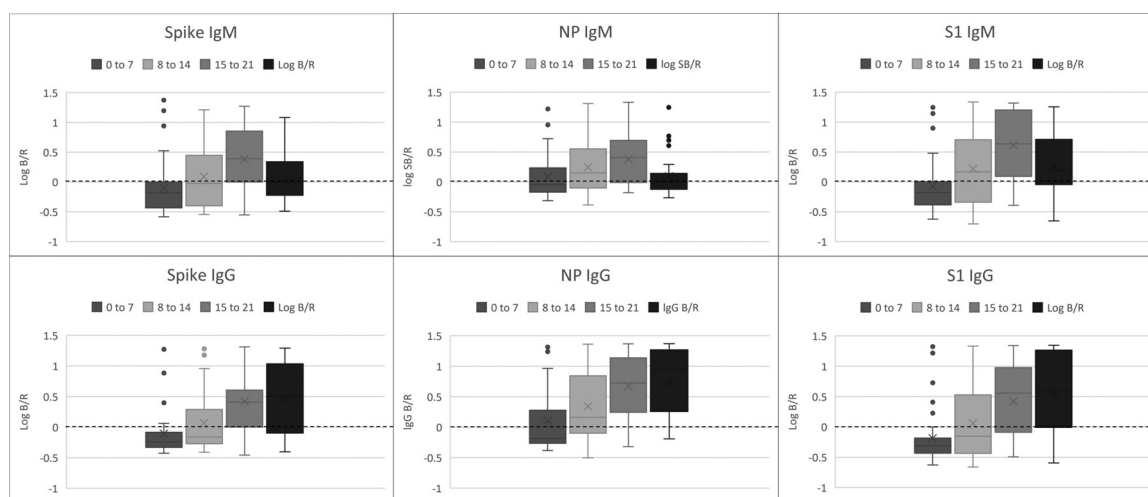 Spike IgM
0 to 7 8 to 14 15 to 21 Log B/R
Log B/R
1.5
1
0.5
0
-0.5
-1
NP IgM
0 to 7 8 to 14 15 to 21 log SB/R
log SB/R
1.5
1
0.5
0
-0.5
-1
S1 IgM
0 to 7 8 to 14 15 to 21 Log B/R
Log B/R
1.5
1
0.5
0
-0.5
-1
Spike IgG
0 to 7 8 to 14 15 to 21 Log B/R
Log B/R
1.5
1
0.5
0
-0.5
-1
NP IgG
0 to 7 8 to 14 15 to 21 IgG B/R
IgG B/R
1.5
1
0.5
0
-0.5
-1
S1 IgG
0 to 7 8 to 14 15 to 21 Log B/R
Log B/R
1.5
1
0.5
0
-0.5
-1